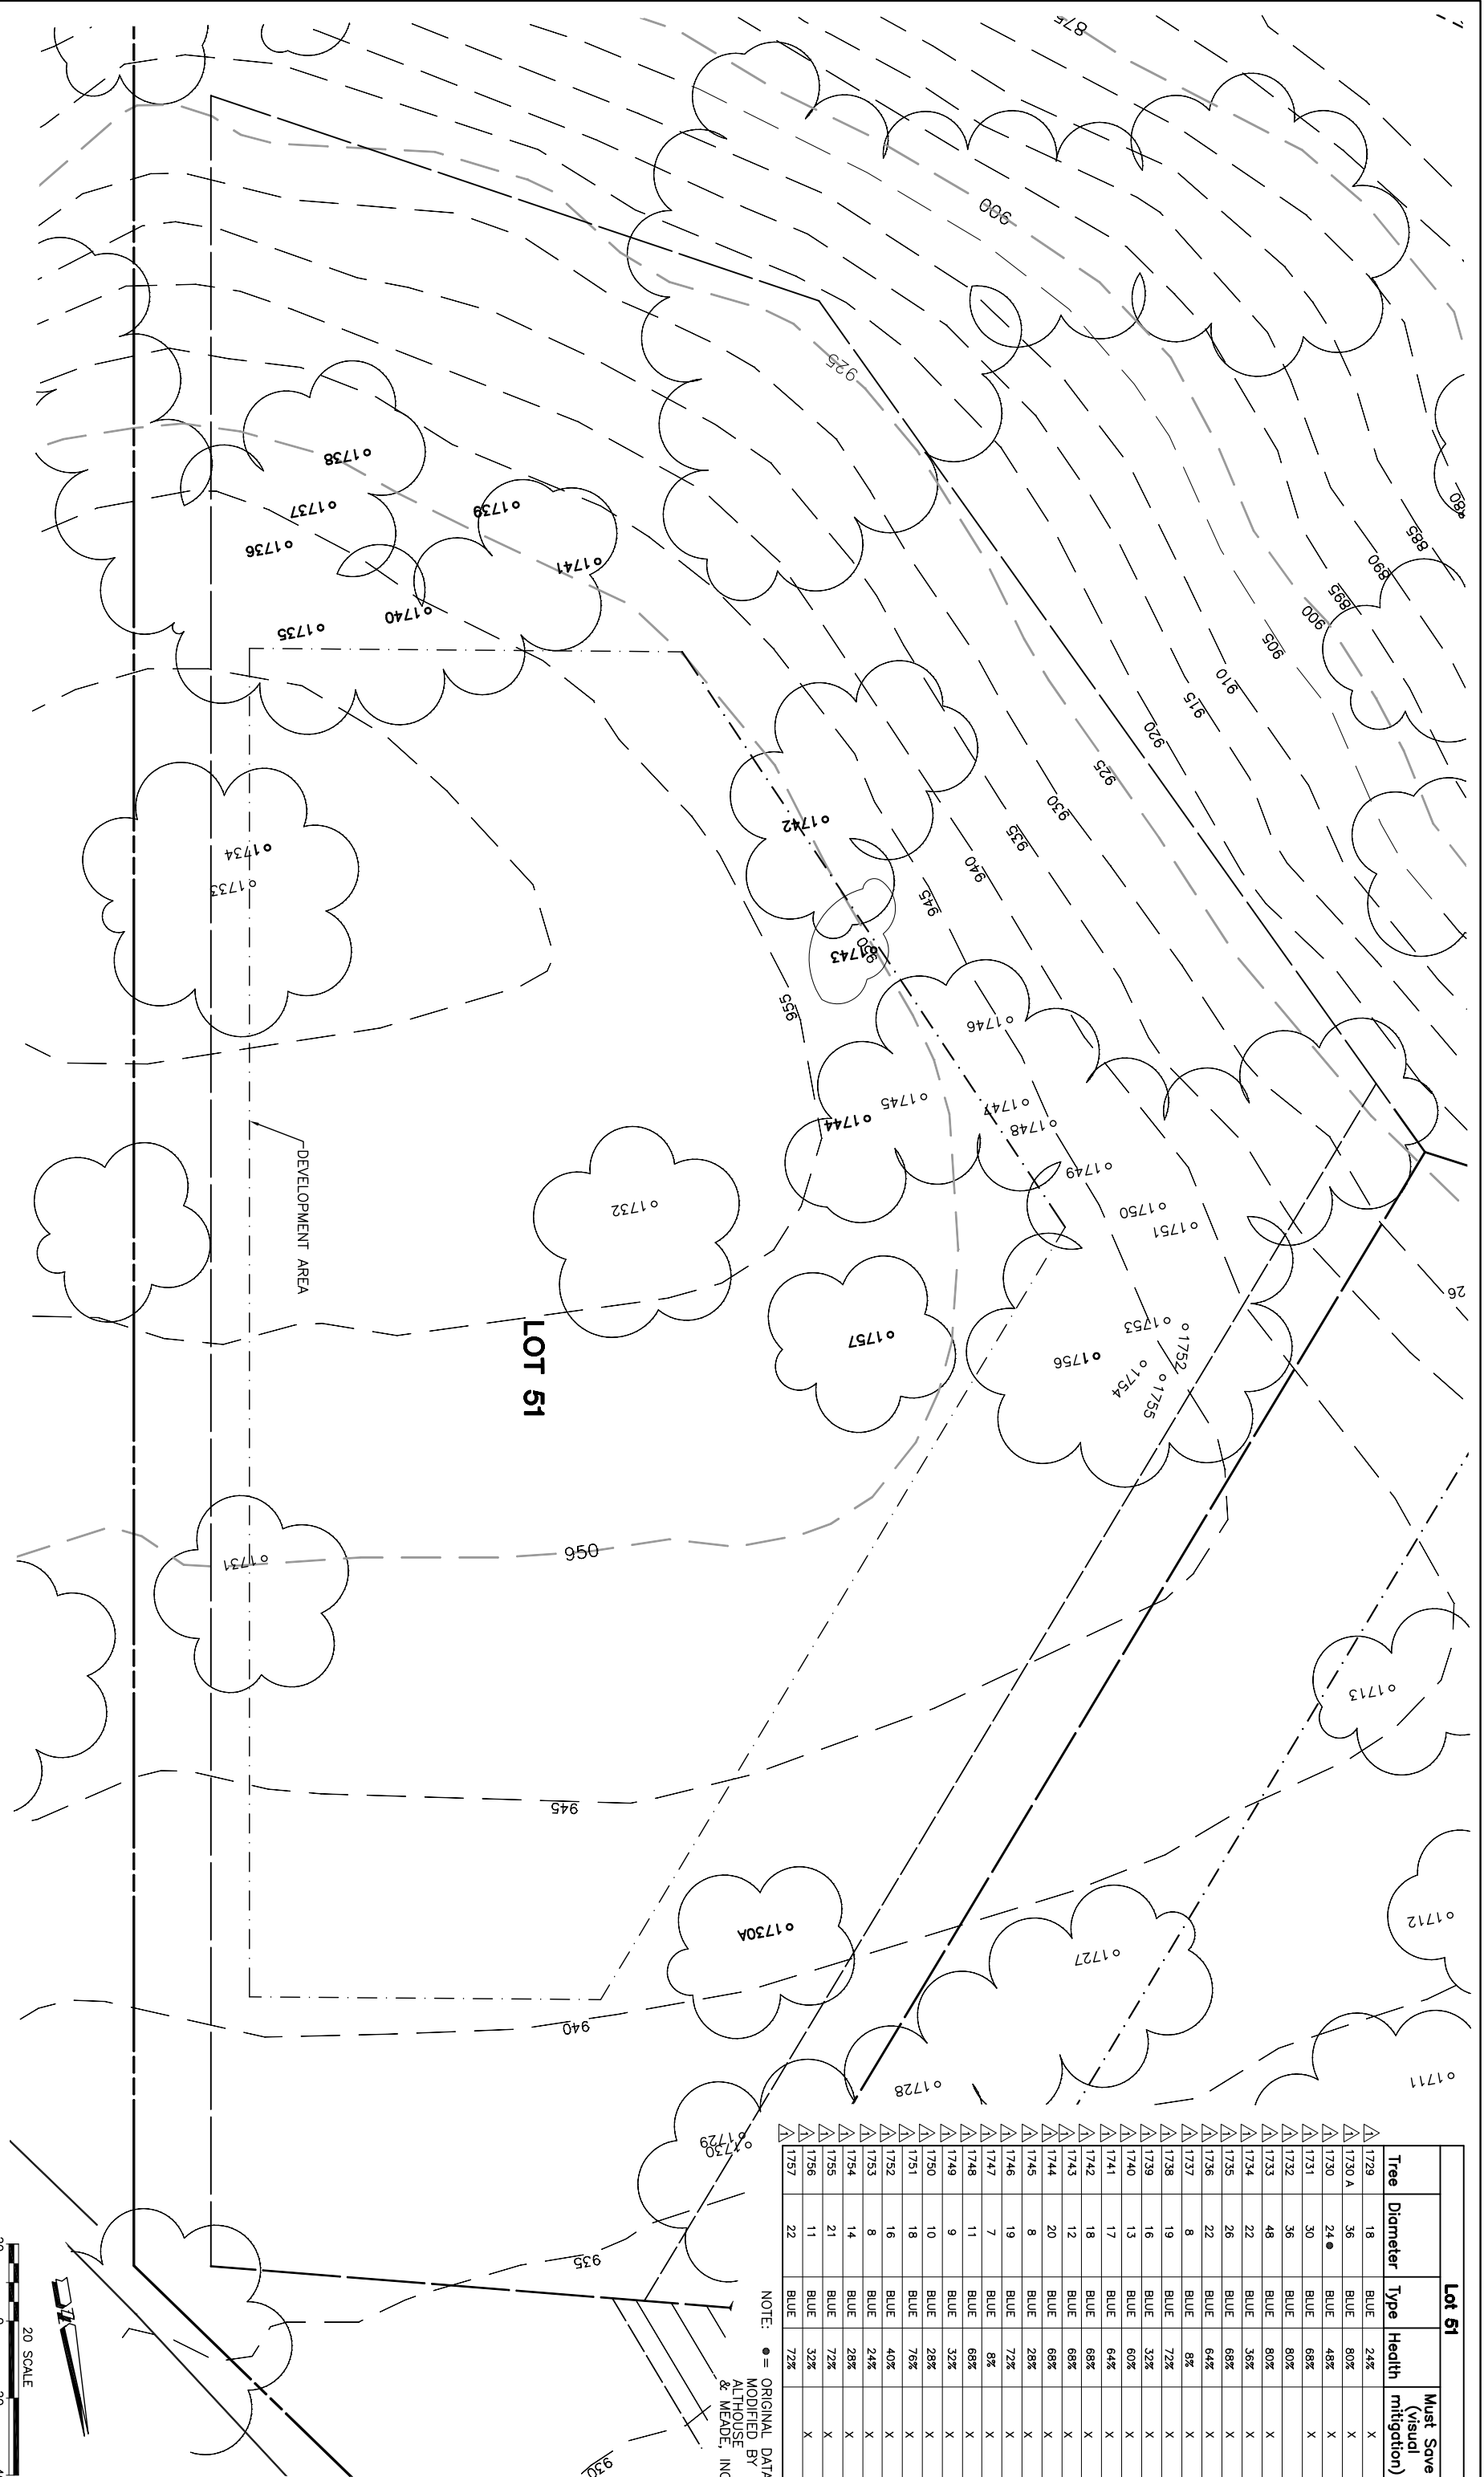 875
900
925
880
885
890
895
900
905
910
915
920
925
930
935
940
945
950
955
1738
1737
1736
1735
1739
1740
1741
1742
1743
1734
1733
1746
1745
1744
1747
1748
1749
1750
1751
1732
1753
1752
1754
1755
1756
1757
26
DEVELOPMENT AREA
LOT 51
1731
950
1713
945
1730A
1727
1712
940
1728
1711
1729
1730
935
930
Lot 51
Tree Diameter Type Health Must Save (visual mitigation)
1729 18 BLUE 24% X
1730 A 36 BLUE 80% X
1730 24● BLUE 48% X
1731 30 BLUE 68% X
1732 36 BLUE 80%
1733 48 BLUE 80% X
1734 22 BLUE 36% X
1735 26 BLUE 68% X
1736 22 BLUE 64% X
1737 8 BLUE 8% X
1738 19 BLUE 72% X
1739 16 BLUE 32% X
1740 13 BLUE 60% X
1741 17 BLUE 64% X
1742 18 BLUE 68% X
1743 12 BLUE 68% X
1744 20 BLUE 68% X
1745 8 BLUE 28% X
1746 19 BLUE 72% X
1747 7 BLUE 8% X
1748 11 BLUE 68% X
1749 9 BLUE 32% X
1750 10 BLUE 28% X
1751 18 BLUE 76% X
1752 16 BLUE 40% X
1753 8 BLUE 24% X
1754 14 BLUE 28% X
1755 21 BLUE 72% X
1756 11 BLUE 32% X
1757 22 BLUE 72%
NOTE: ● = ORIGINAL DATA
MODIFIED BY
ALTHOUSE
& MEADE, INC
20 SCALE